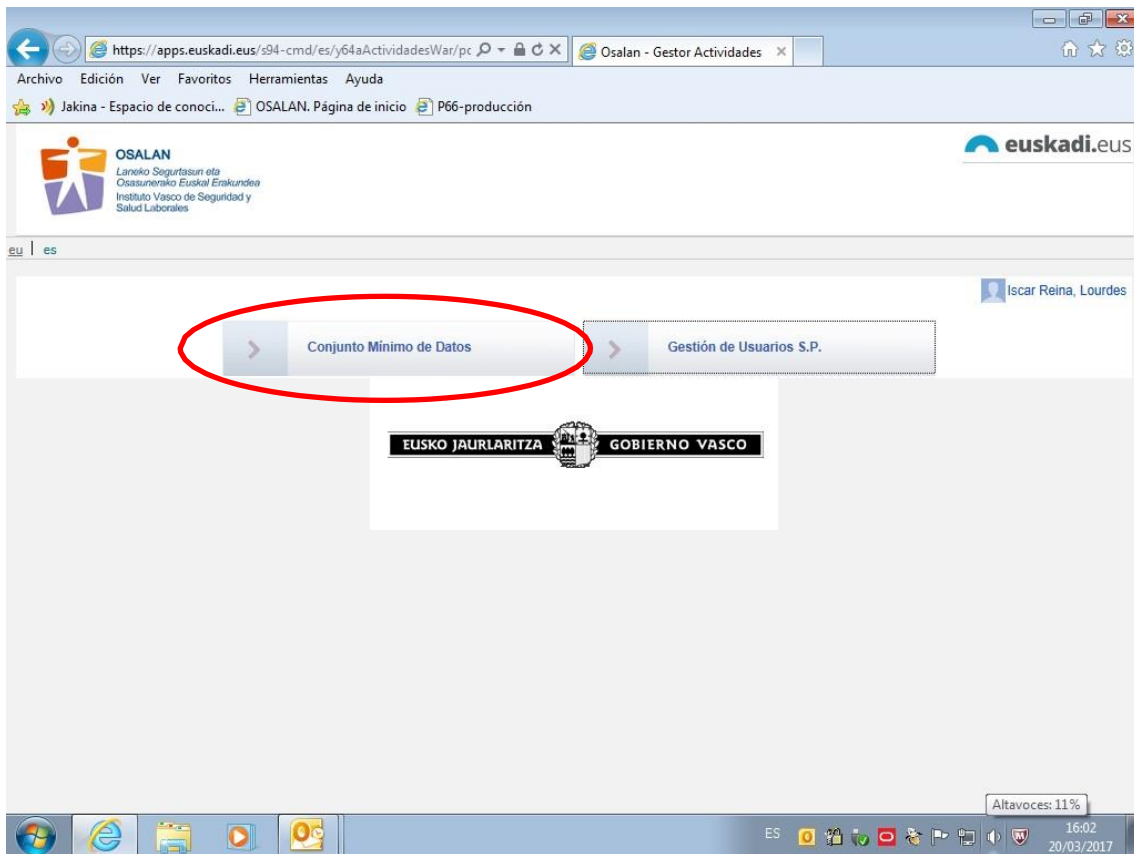 https://apps.euskadi.eus/s94-cmd/es/y64aActividadesWar/pc
Osalan - Gestor Actividades
Archivo Edición Ver Favoritos Herramientas Ayuda
Jakina - Espacio de conoci... OSALAN. Página de inicio P66-producción
OSALAN
Laneko Segurtasun eta
Osasunerako Euskal Erakundea
Instituto Vasco de Seguridad y
Salud Laborales
euskadi.eus
eu | es
Iscar Reina, Lourdes
Conjunto Mínimo de Datos
Gestión de Usuarios S.P.
EUSKO JAURLARITZA GOBIERNO VASCO
Altavoces: 11%
ES
16:02
20/03/2017